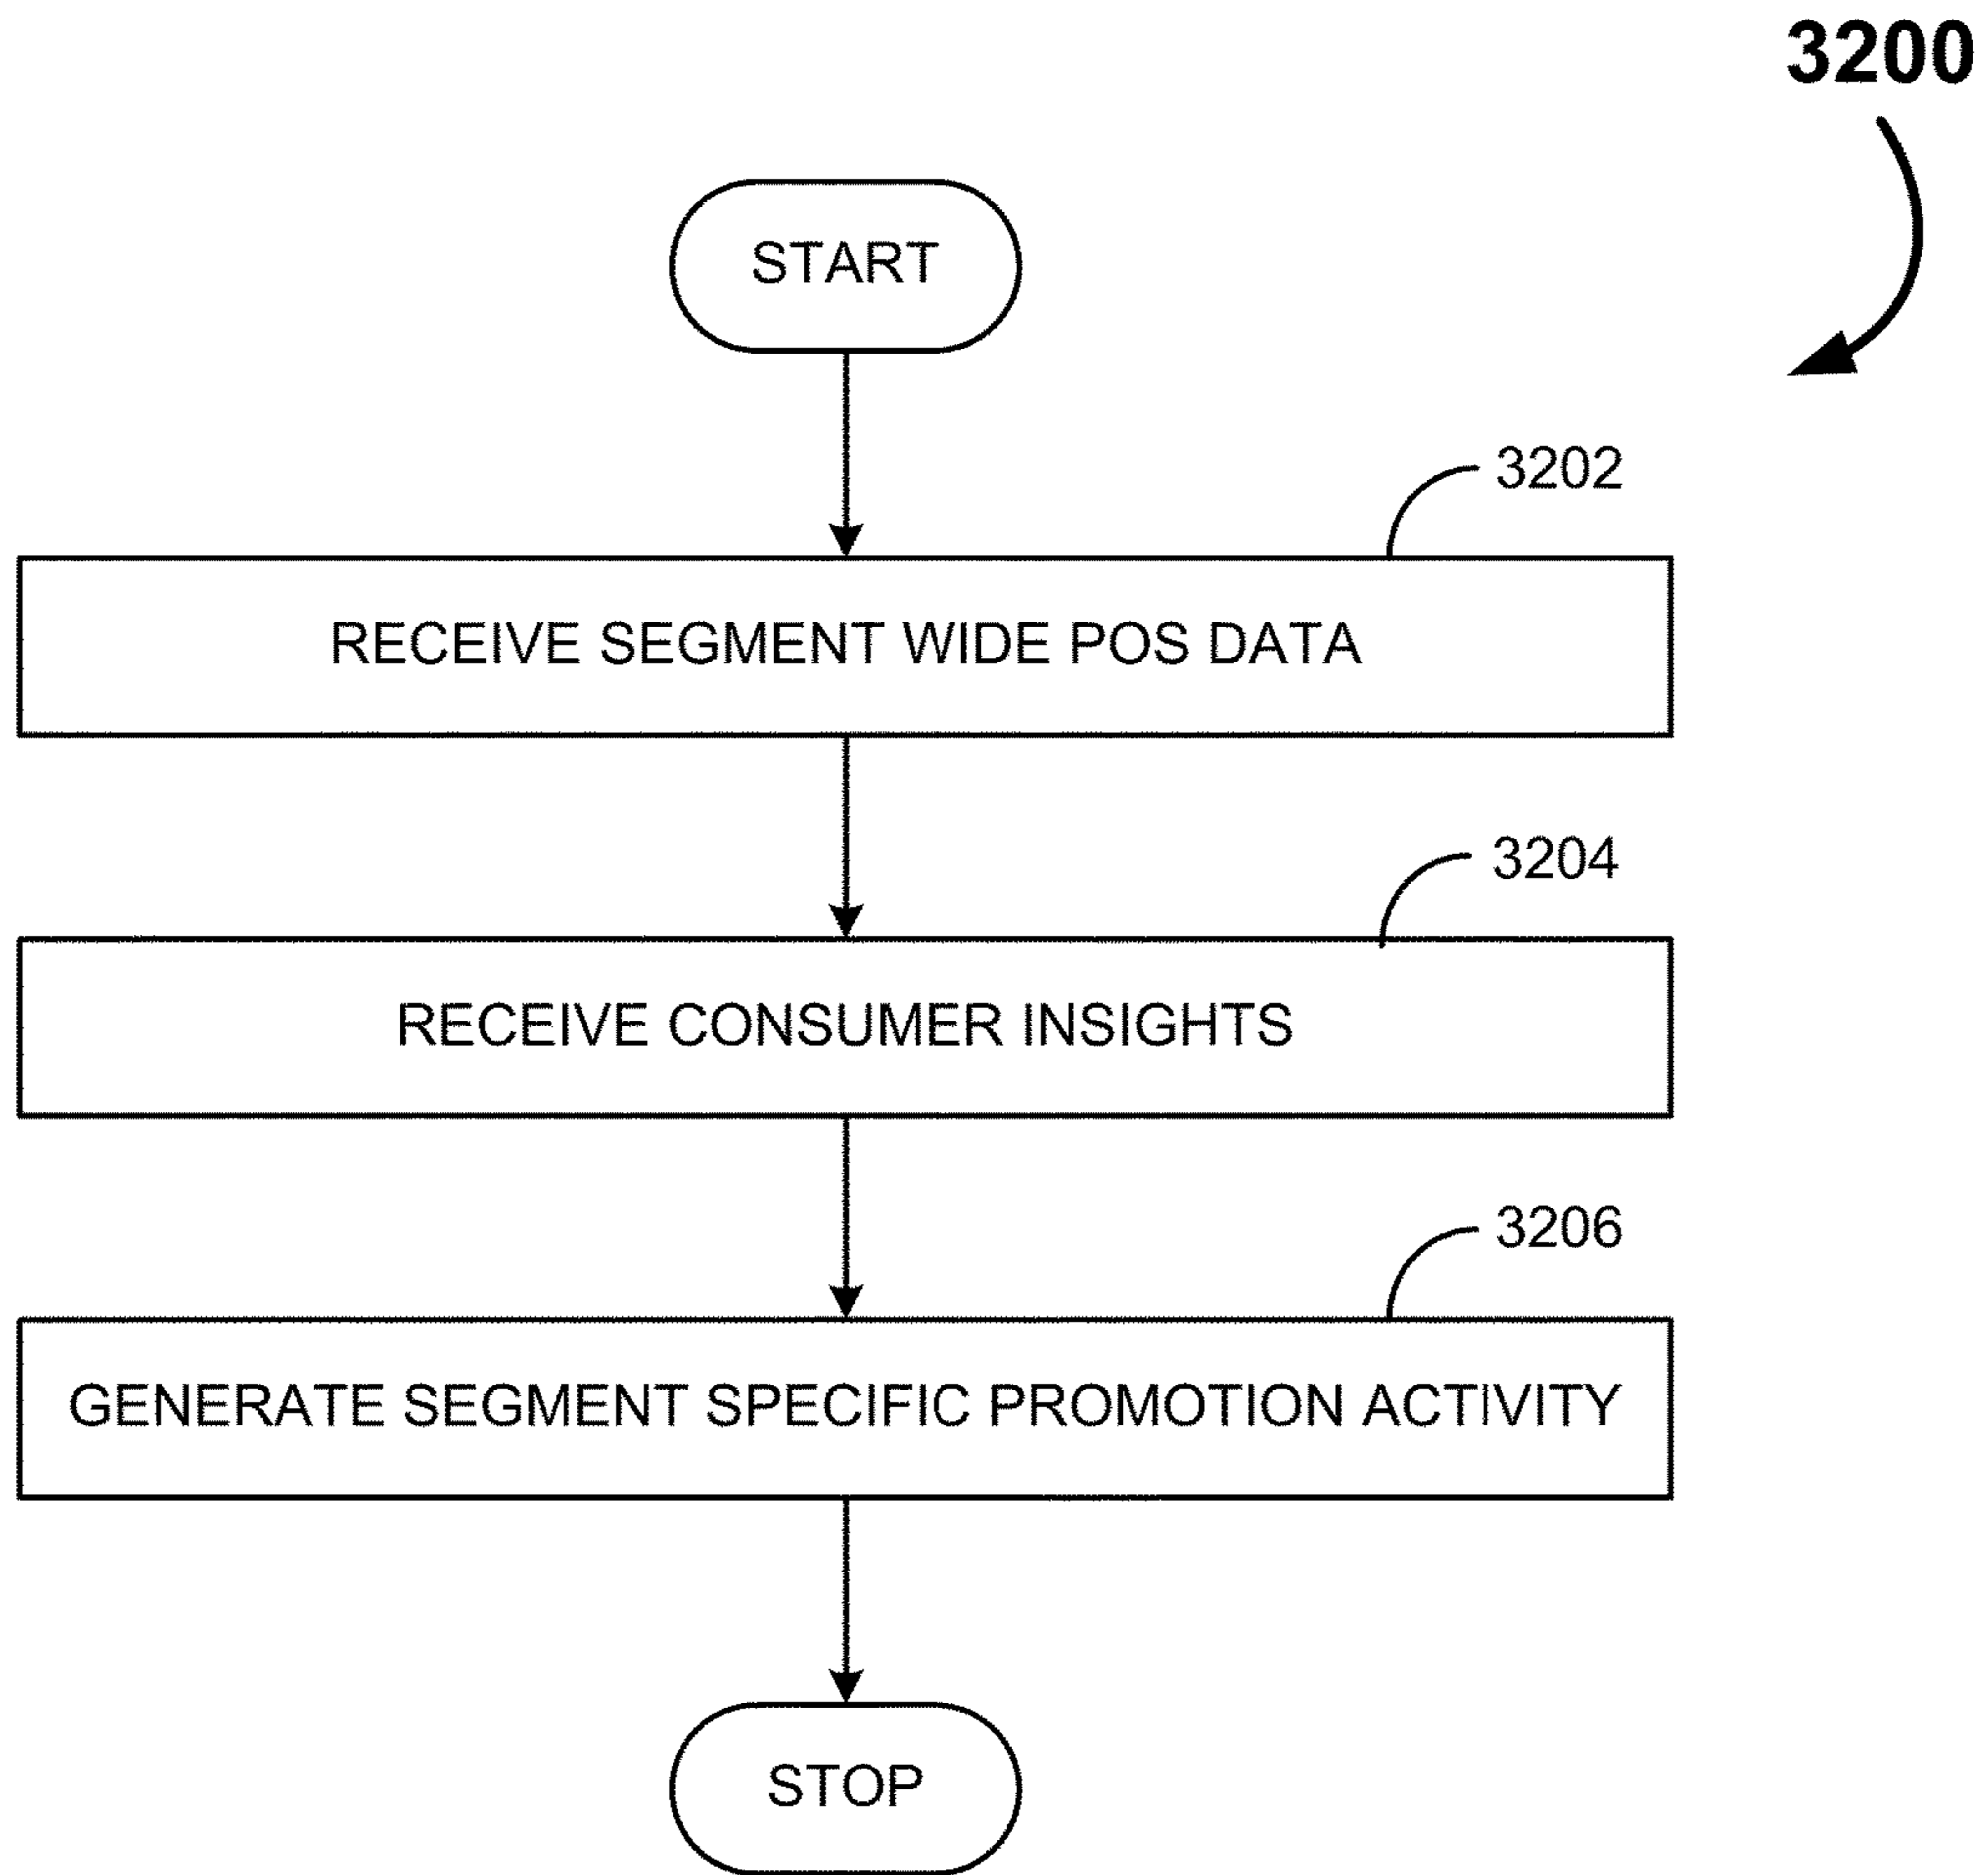 3200
START
3202
RECEIVE SEGMENT WIDE POS DATA
3204
RECEIVE CONSUMER INSIGHTS
3206
GENERATE SEGMENT SPECIFIC PROMOTION ACTIVITY
STOP